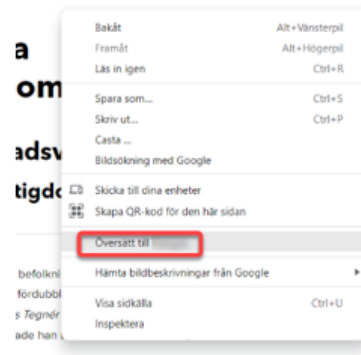 Bakåt Alt+Vänsterpil
a
Framåt Alt+Högerpil
Läs in igen Ctrl+R
om
Spara som... Ctrl+S
Skriv ut... Ctrl+P
Casta ...
adsv
Bildsökning med Google
tigdo
Skicka till dina enheter
Skapa QR-kod för den här sidan
Översätt till
befolkni
Hämta bildbeskrivningar från Google
fördubbl
Visa sidkälla Ctrl+U
s Tegnér
Inspektera
ade han